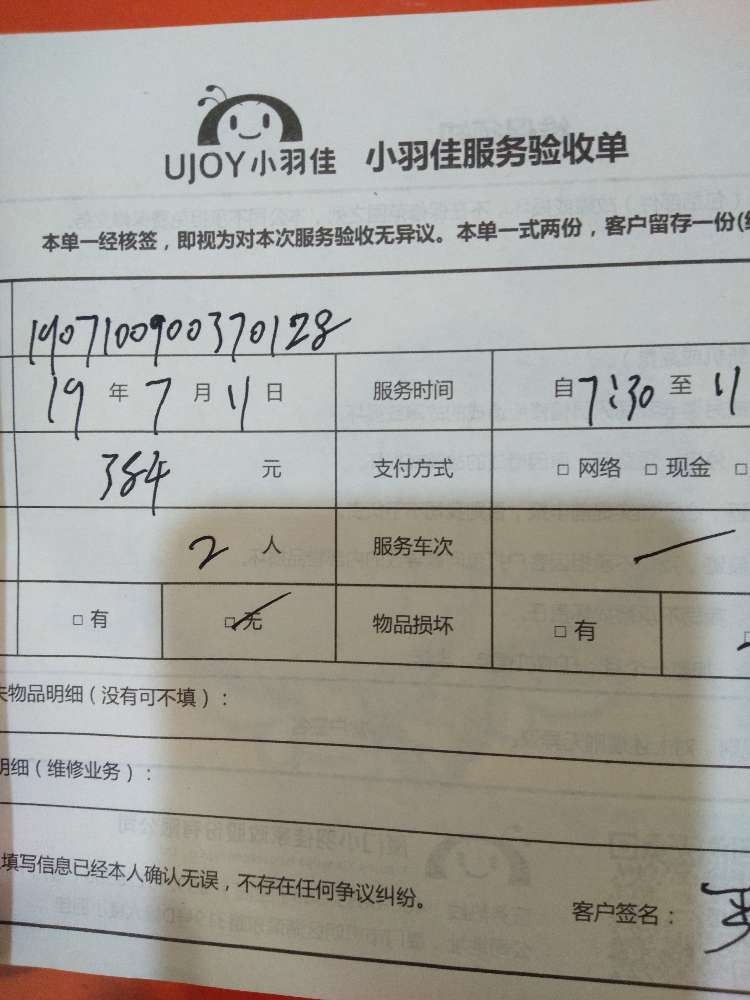 UJOY小羽佳 小羽佳服务验收单
本单一经核签，即视为对本次服务验收无异议。本单一式两份，客户留存一份(
190710090037012​8
19 年 7 月 11 日 服务时间 自 7:30 至 11
384 元 支付方式 □ 网络 □ 现金 □
2 人 服务车次
□ 有 □ 无 物品损坏 □ 有
失物品明细（没有可不填）：
明细（维修业务）：
填写信息已经本人确认无误，不存在任何争议纠纷。
客户签名：